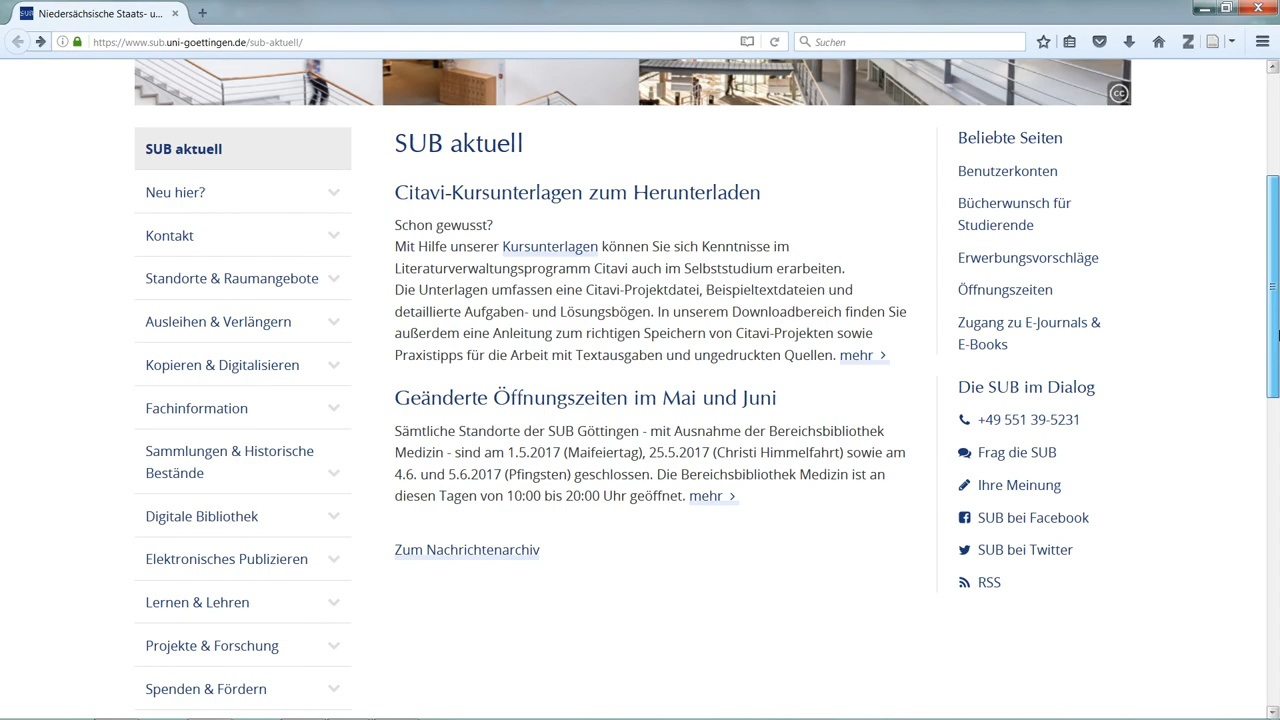 SUB
Niedersächsische Staats- u...
https://www.sub.uni-goettingen.de/sub-aktuell/
Suchen
cc
SUB aktuell
Neu hier?
Kontakt
Standorte & Raumangebote
Ausleihen & Verlängern
Kopieren & Digitalisieren
Fachinformation
Sammlungen & Historische
Bestände
Digitale Bibliothek
Elektronisches Publizieren
Lernen & Lehren
Projekte & Forschung
Spenden & Fördern
SUB aktuell
Citavi-Kursunterlagen zum Herunterladen
Schon gewusst?
Mit Hilfe unserer Kursunterlagen können Sie sich Kenntnisse im
Literaturverwaltungsprogramm Citavi auch im Selbststudium erarbeiten.
Die Unterlagen umfassen eine Citavi-Projektdatei, Beispieltextdateien und
detaillierte Aufgaben- und Lösungsbögen. In unserem Downloadbereich finden Sie
außerdem eine Anleitung zum richtigen Speichern von Citavi-Projekten sowie
Praxistipps für die Arbeit mit Textausgaben und ungedruckten Quellen. mehr
Geänderte Öffnungszeiten im Mai und Juni
Sämtliche Standorte der SUB Göttingen - mit Ausnahme der Bereichsbibliothek
Medizin - sind am 1.5.2017 (Maifeiertag), 25.5.2017 (Christi Himmelfahrt) sowie am
4.6. und 5.6.2017 (Pfingsten) geschlossen. Die Bereichsbibliothek Medizin ist an
diesen Tagen von 10:00 bis 20:00 Uhr geöffnet. mehr
Zum Nachrichtenarchiv
Beliebte Seiten
Benutzerkonten
Bücherwunsch für
Studierende
Erwerbungsvorschläge
Öffnungszeiten
Zugang zu E-Journals &
E-Books
Die SUB im Dialog
+49 551 39-5231
Frag die SUB
Ihre Meinung
SUB bei Facebook
SUB bei Twitter
RSS